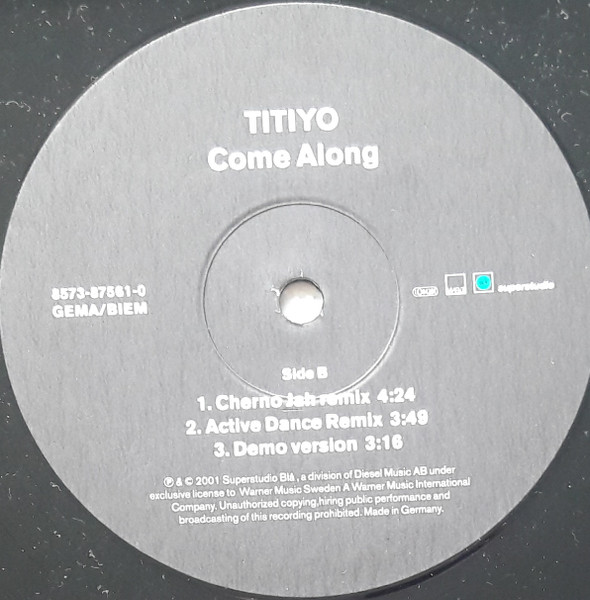 TITIYO
Come Along
8573-87561-0
GEMA/BIEM
superstudio
Side B
1. Cherno Jah remix 4:24
2. Active Dance Remix 3:49
3. Demo version 3:16
℗ & © 2001 Superstudio Blå, a division of Diesel Music AB under
exclusive license to Warner Music Sweden A Warner Music International
Company. Unauthorized copying,hiring public performance and
broadcasting of this recording prohibited. Made in Germany.